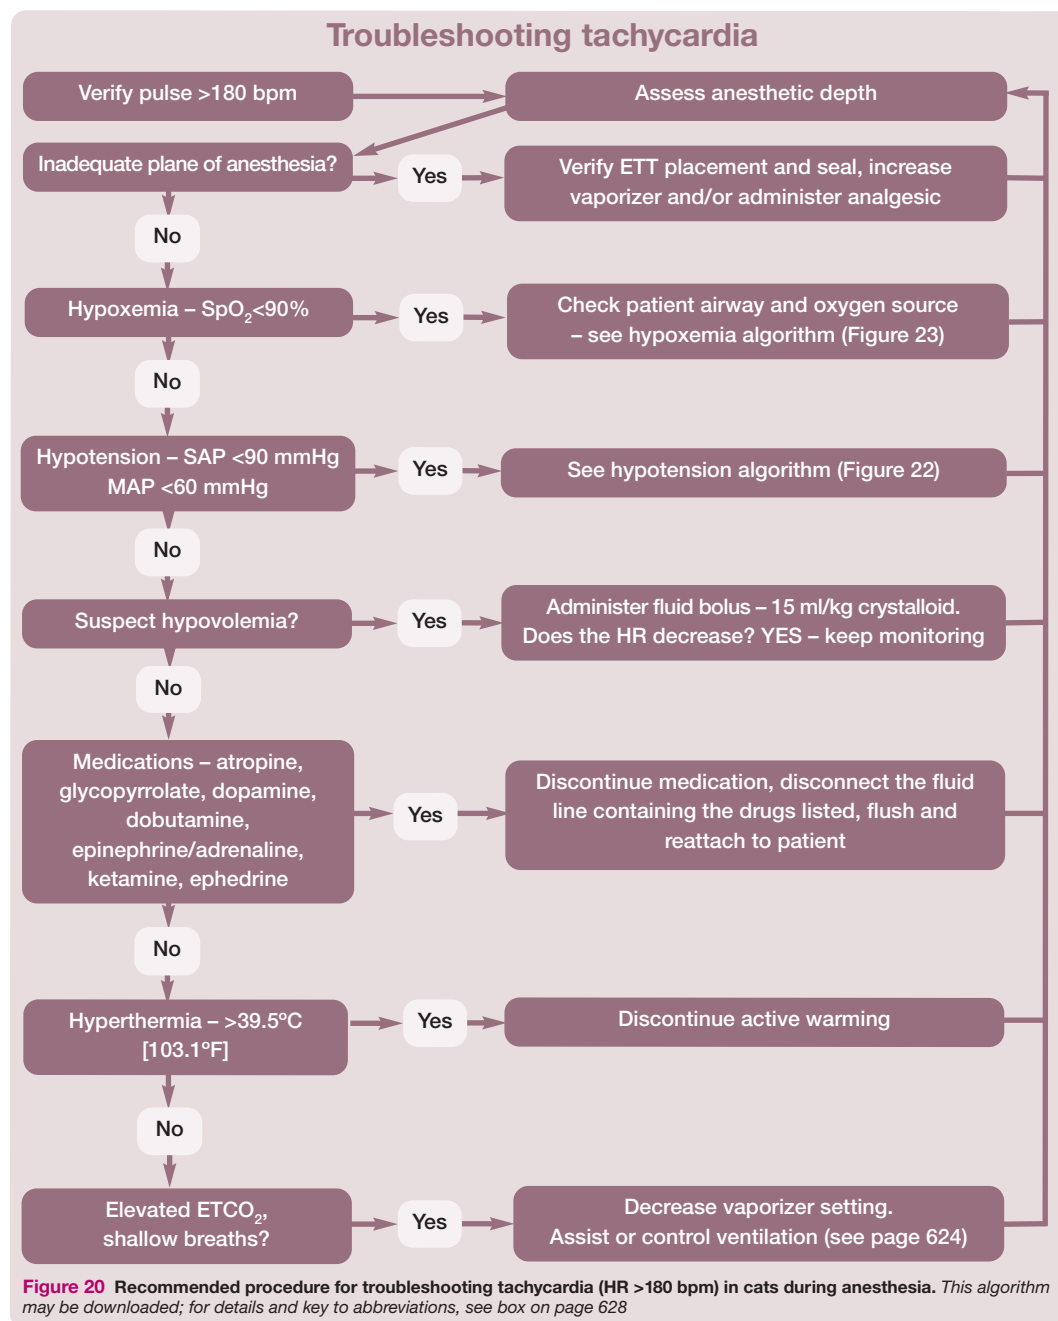 Troubleshooting tachycardia
Verify pulse >180 bpm
Assess anesthetic depth
Inadequate plane of anesthesia?
Yes
Verify ETT placement and seal, increase
vaporizer and/or administer analgesic
No
Hypoxemia – SpO₂<90%
Yes
Check patient airway and oxygen source
– see hypoxemia algorithm (Figure 23)
No
Hypotension – SAP <90 mmHg
MAP <60 mmHg
Yes
See hypotension algorithm (Figure 22)
No
Suspect hypovolemia?
Yes
Administer fluid bolus – 15 ml/kg crystalloid.
Does the HR decrease? YES – keep monitoring
No
Medications – atropine,
glycopyrrolate, dopamine,
dobutamine,
epinephrine/adrenaline,
ketamine, ephedrine
Yes
Discontinue medication, disconnect the fluid
line containing the drugs listed, flush and
reattach to patient
No
Hyperthermia – >39.5ºC
[103.1ºF]
Yes
Discontinue active warming
No
Elevated ETCO₂,
shallow breaths?
Yes
Decrease vaporizer setting.
Assist or control ventilation (see page 624)
Figure 20 Recommended procedure for troubleshooting tachycardia (HR >180 bpm) in cats during anesthesia. This algorithm
may be downloaded; for details and key to abbreviations, see box on page 628